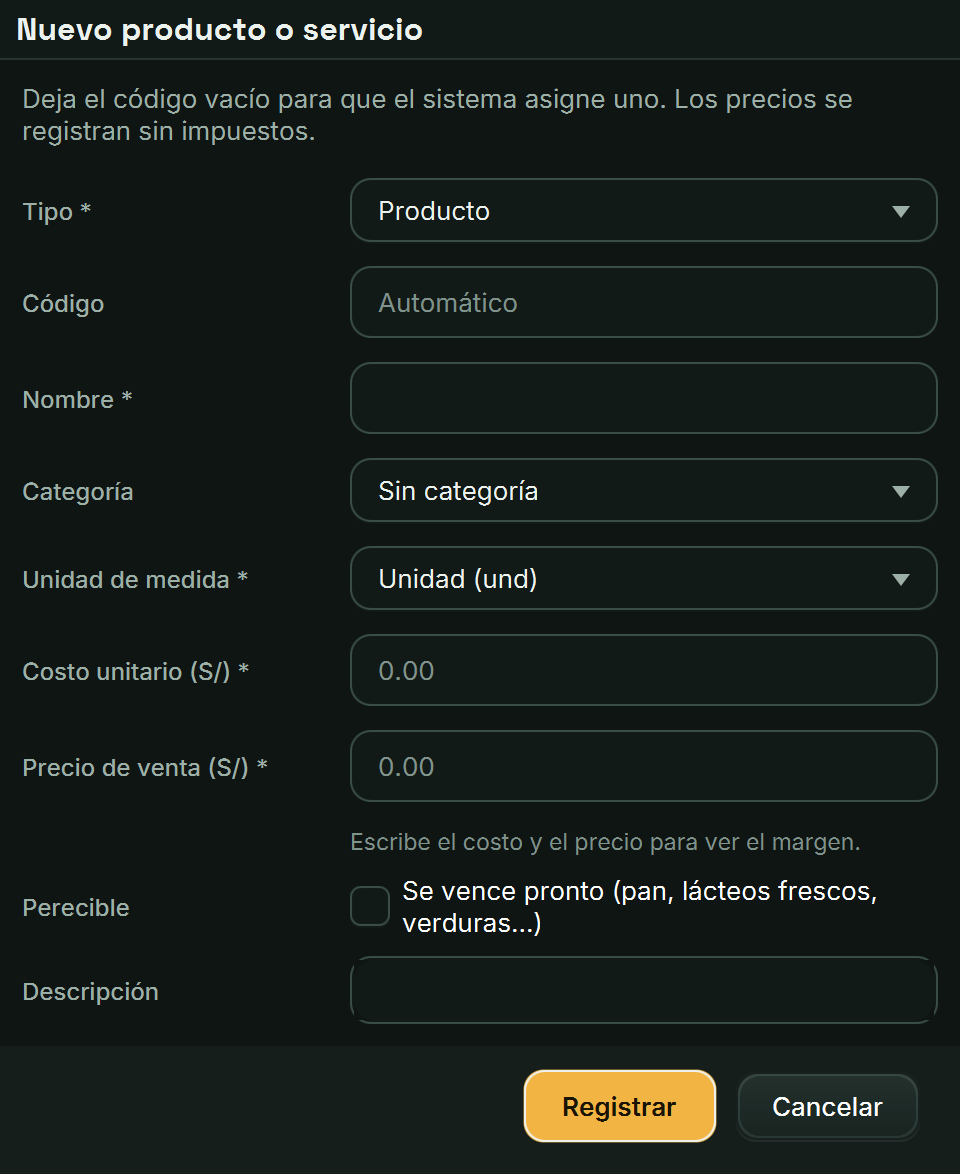 Nuevo producto o servicio
Deja el código vacío para que el sistema asigne uno. Los precios se
registran sin impuestos.
Tipo *
Producto
Código
Automático
Nombre *
Categoría
Sin categoría
Unidad de medida *
Unidad (und)
Costo unitario (S/) *
0.00
Precio de venta (S/) *
0.00
Escribe el costo y el precio para ver el margen.
Perecible
Se vence pronto (pan, lácteos frescos,
verduras...)
Descripción
Registrar
Cancelar